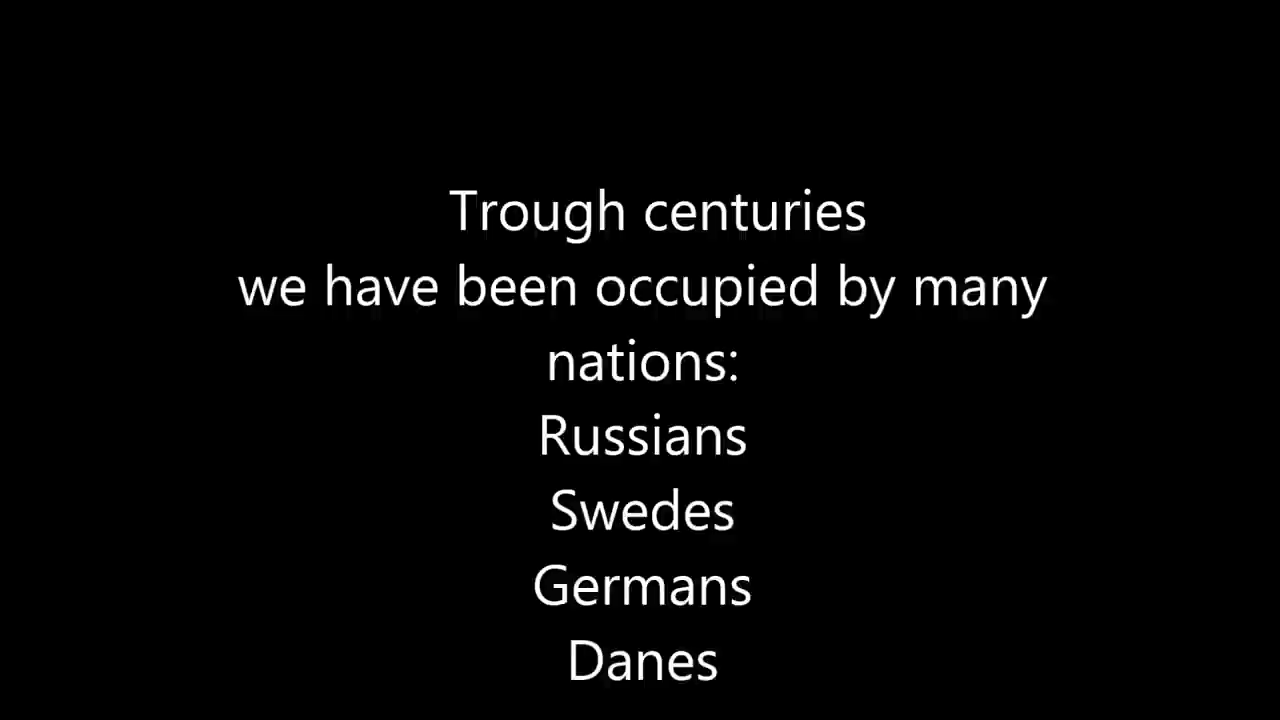 Trough centuries
we have been occupied by many
nations:
Russians
Swedes
Germans
Danes